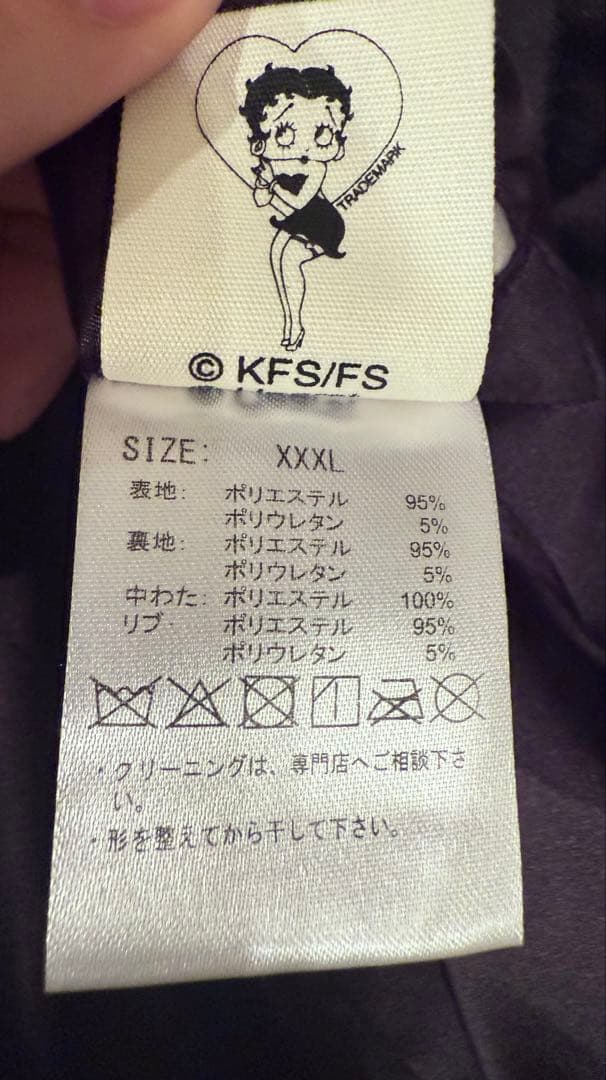 TRADEMARK
© KFS/FS
SIZE: XXXL
表地: ポリエステル 95%
ポリウレタン 5%
裏地: ポリエステル 95%
ポリウレタン 5%
中わた: ポリエステル 100%
リブ: ポリエステル 95%
ポリウレタン 5%
・クリーニングは、専門店へご相談下さ
い。
・形を整えてから干して下さい。